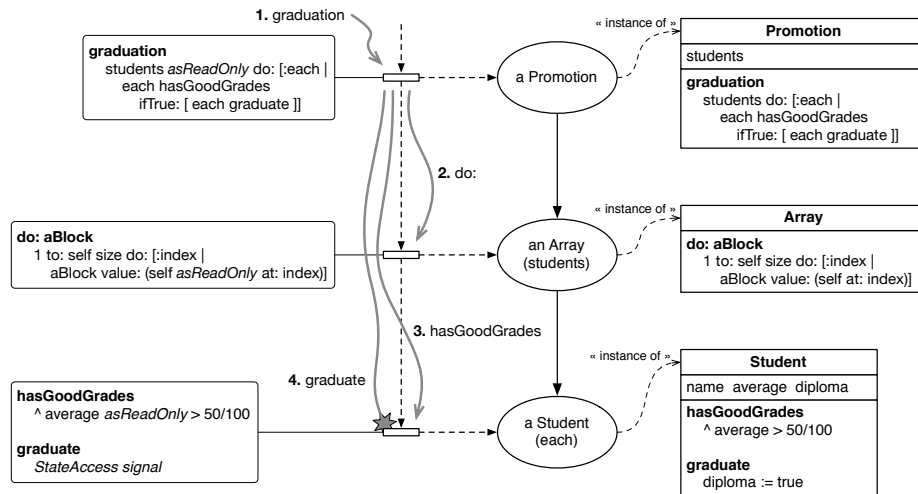 1. graduation
graduation
students asReadOnly do: [:each |
each hasGoodGrades
ifTrue: [ each graduate ]]
a Promotion
« instance of »
Promotion
students
graduation
students do: [:each |
each hasGoodGrades
ifTrue: [ each graduate ]]
2. do:
do: aBlock
1 to: self size do: [:index |
aBlock value: (self asReadOnly at: index)]
an Array
(students)
« instance of »
Array
do: aBlock
1 to: self size do: [:index |
aBlock value: (self at: index)]
3. hasGoodGrades
4. graduate
hasGoodGrades
^ average asReadOnly > 50/100
graduate
StateAccess signal
a Student
(each)
« instance of »
Student
name average diploma
hasGoodGrades
^ average > 50/100
graduate
diploma := true